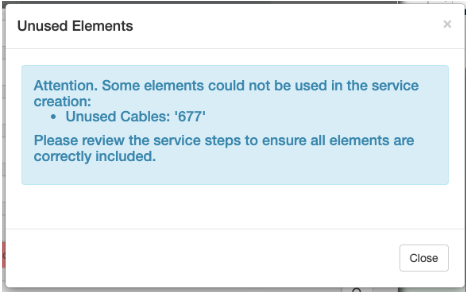 Unused Elements
×
Attention. Some elements could not be used in the service
creation:
• Unused Cables: '677'
Please review the service steps to ensure all elements are
correctly included.
Close